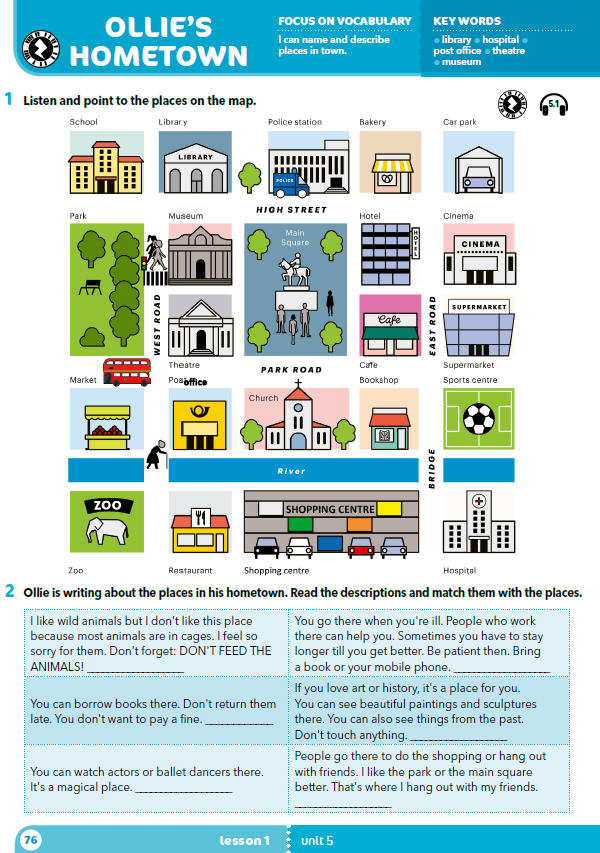 OLLIE'S
HOMETOWN
FOCUS ON VOCABULARY
I can name and describe
places in town.
KEY WORDS
• library • hospital •
post office • theatre
• museum
1 Listen and point to the places on the map.
5.1
School
Library
Police station
Bakery
Car park
LIBRARY
POLICE
HIGH STREET
Park
Museum
Main
Square
Hotel
Cinema
HOTEL
CINEMA
WEST ROAD
Cafe
EAST ROAD
SUPERMARKET
Theatre
PARK ROAD
Cafe
Supermarket
Market
Post office
Church
Bookshop
Sports centre
River
BRIDGE
ZOO
SHOPPING CENTRE
Zoo
Restaurant
Shopping centre
Hospital
2 Ollie is writing about the places in his hometown. Read the descriptions and match them with the places.
I like wild animals but I don't like this place
because most animals are in cages. I feel so
sorry for them. Don't forget: DON'T FEED THE
ANIMALS! ________________
You go there when you're ill. People who work
there can help you. Sometimes you have to stay
longer till you get better. Be patient then. Bring
a book or your mobile phone. ________________
You can borrow books there. Don't return them
late. You don't want to pay a fine. ___________
If you love art or history, it's a place for you.
You can see beautiful paintings and sculptures
there. You can also see things from the past.
Don't touch anything. ________________
You can watch actors or ballet dancers there.
It's a magical place. ________________
People go there to do the shopping or hang out
with friends. I like the park or the main square
better. That's where I hang out with my friends.
________________
76
lesson 1
unit 5